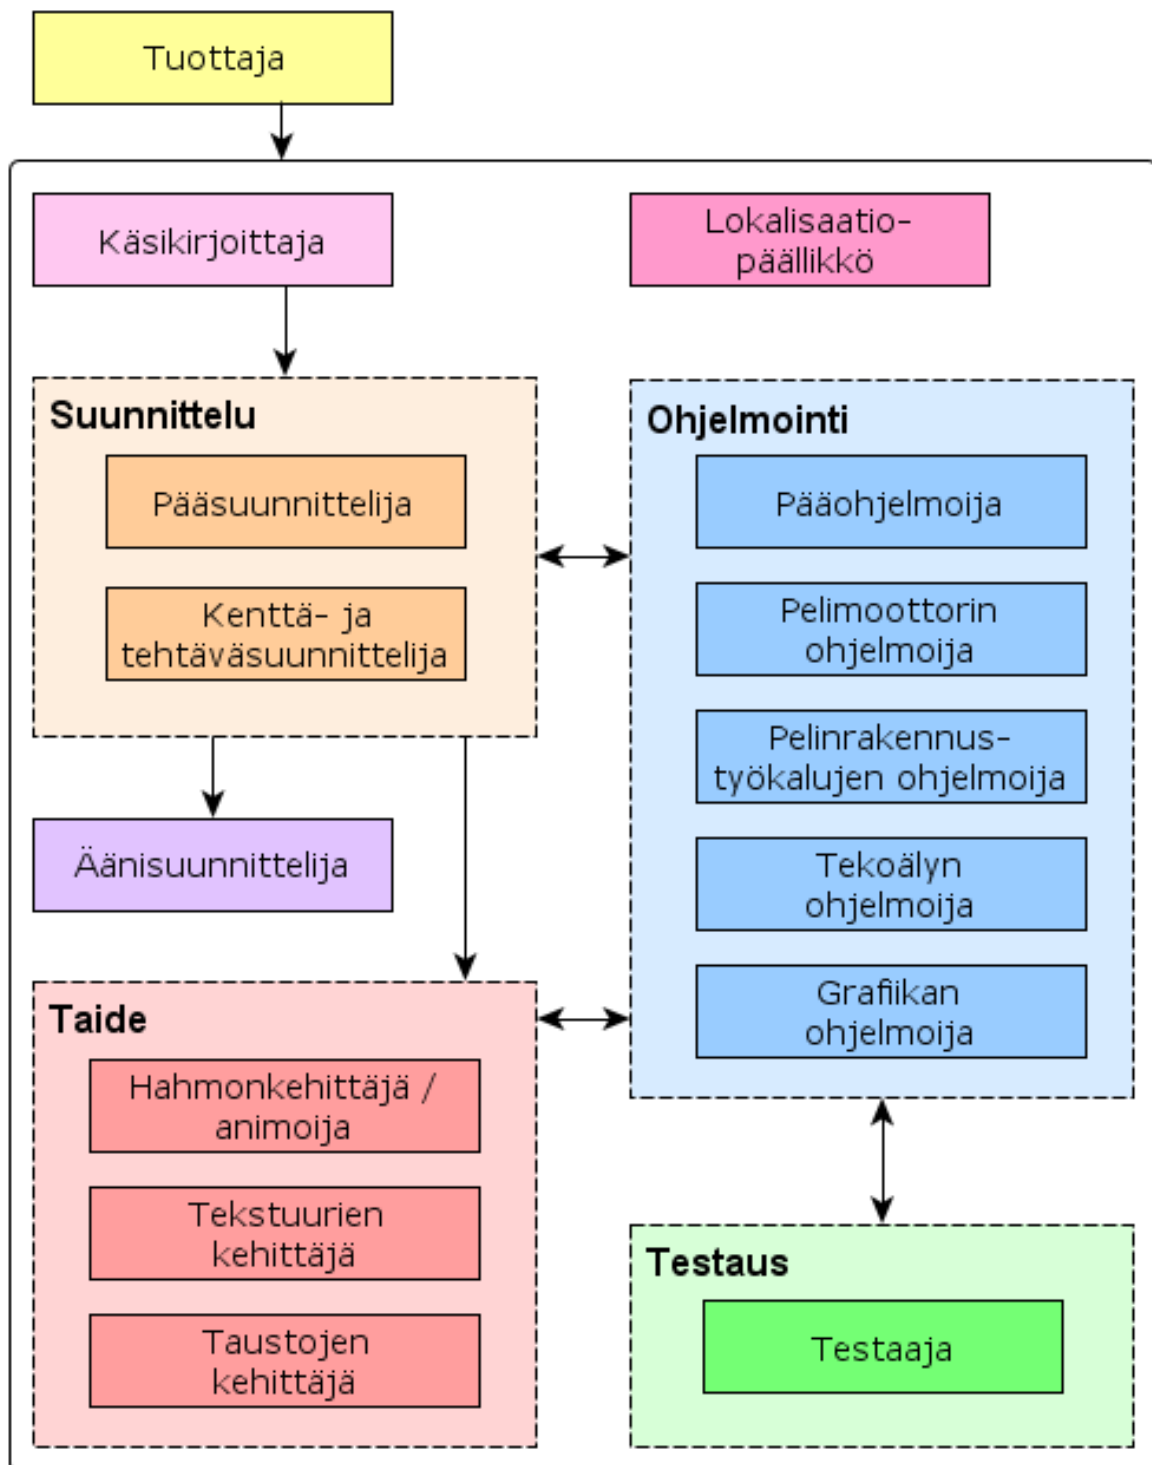 Tuottaja
Käsikirjoittaja
Lokalisaatio-
päällikkö
Suunnittelu
Pääsuunnittelija
Kenttä- ja
tehtäväsuunnittelija
Ohjelmointi
Pääohjelmoija
Pelimoottorin
ohjelmoija
Pelinrakennus-
työkalujen ohjelmoija
Tekoälyn
ohjelmoija
Grafiikan
ohjelmoija
Äänisuunnittelija
Taide
Hahmonkehittäjä /
animoija
Tekstuurien
kehittäjä
Taustojen
kehittäjä
Testaus
Testaaja